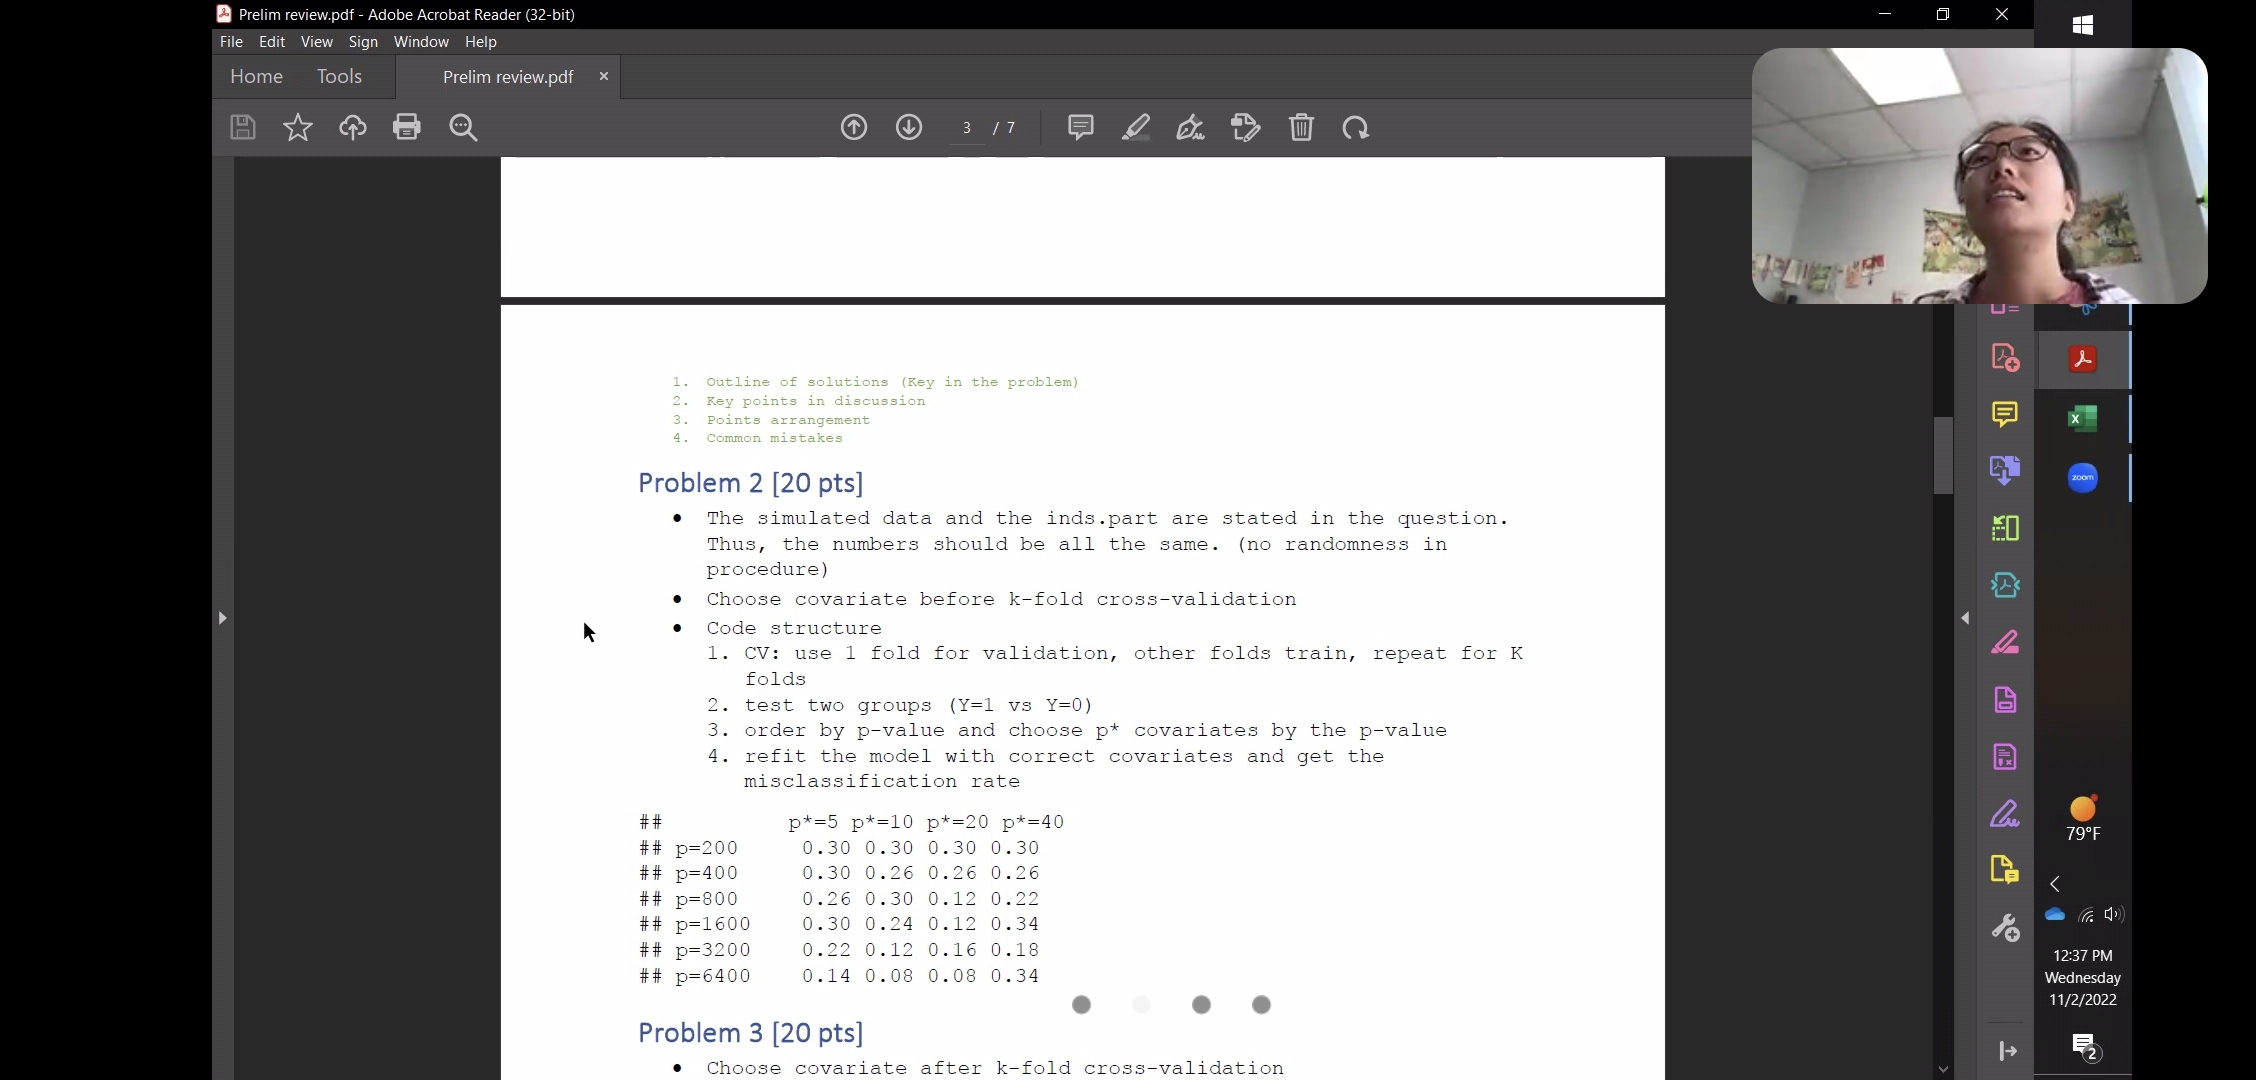 Prelim review.pdf - Adobe Acrobat Reader (32-bit)
File Edit View Sign Window Help
Home Tools Prelim review.pdf ×
3 / 7
1. Outline of solutions (Key in the problem)
2. Key points in discussion
3. Points arrangement
4. Common mistakes
Problem 2 [20 pts]
• The simulated data and the inds.part are stated in the question.
Thus, the numbers should be all the same. (no randomness in
procedure)
• Choose covariate before k-fold cross-validation
• Code structure
1. CV: use 1 fold for validation, other folds train, repeat for K
folds
2. test two groups (Y=1 vs Y=0)
3. order by p-value and choose p* covariates by the p-value
4. refit the model with correct covariates and get the
misclassification rate
## p*=5 p*=10 p*=20 p*=40
## p=200 0.30 0.30 0.30 0.30
## p=400 0.30 0.26 0.26 0.26
## p=800 0.26 0.30 0.12 0.22
## p=1600 0.30 0.24 0.12 0.34
## p=3200 0.22 0.12 0.16 0.18
## p=6400 0.14 0.08 0.08 0.34
Problem 3 [20 pts]
• Choose covariate after k-fold cross-validation
zoom
79°F
12:37 PM
Wednesday
11/2/2022
2